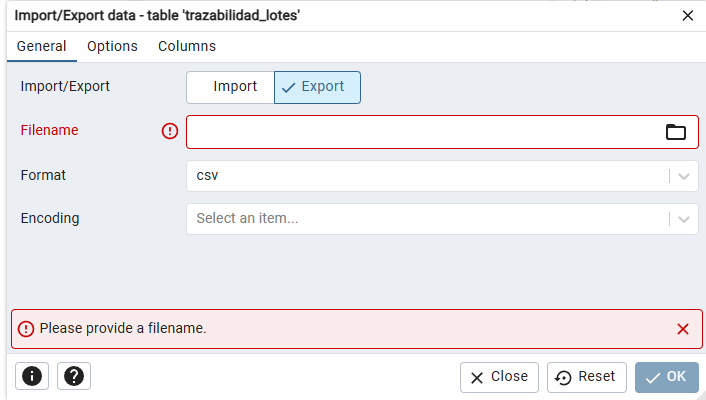 Import/Export data - table 'trazabilidad_lotes'
General Options Columns
Import/Export Import Export
Filename
Format csv
Encoding Select an item...
Please provide a filename.
Close Reset OK